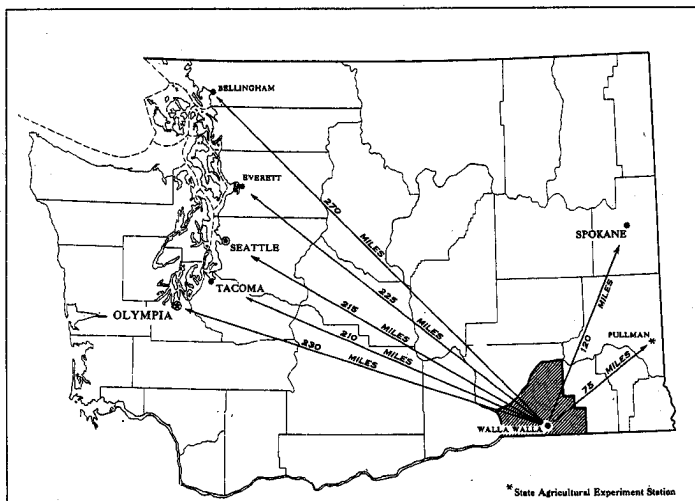 BELLINGHAM
EVERETT
270
MILES
SPOKANE
SEATTLE
225
MILES
TACOMA
OLYMPIA
215
MILES
210
MILES
230
MILES
120
MILES
PULLMAN
*
75
MILES
WALLA WALLA
*State Agricultural Experiment Station